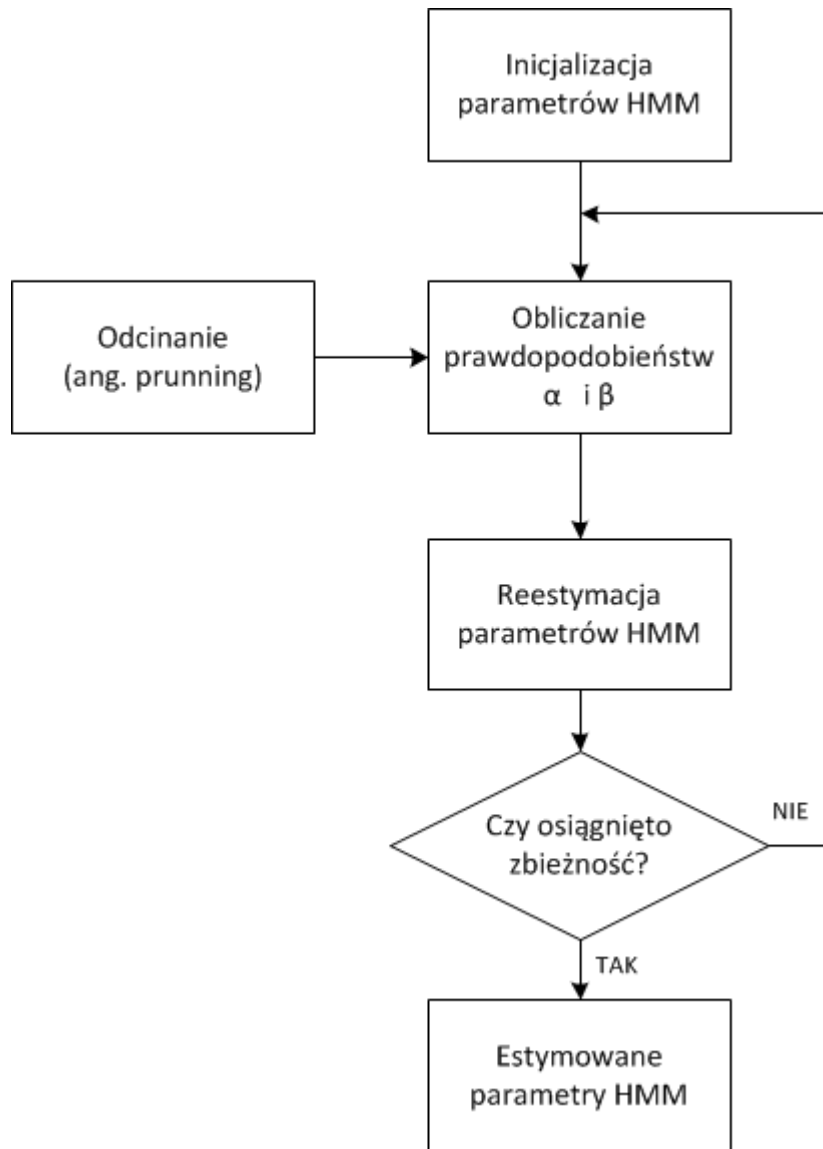 Inicjalizacja
parametrów HMM
Odcinanie
(ang. prunning)
Obliczanie
prawdopodobieństw
α i β
Reestymacja
parametrów HMM
Czy osiągnięto
zbieżność?
NIE
TAK
Estymowane
parametry HMM